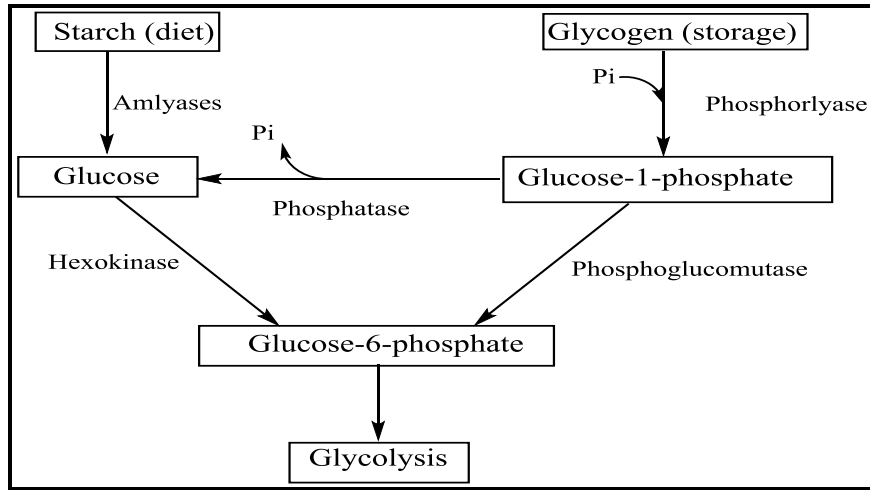 Starch (diet)
Glycogen (storage)
Pi
Amlyases
Phosphorlyase
Pi
Glucose
Glucose-1-phosphate
Phosphatase
Hexokinase
Phosphoglucomutase
Glucose-6-phosphate
Glycolysis